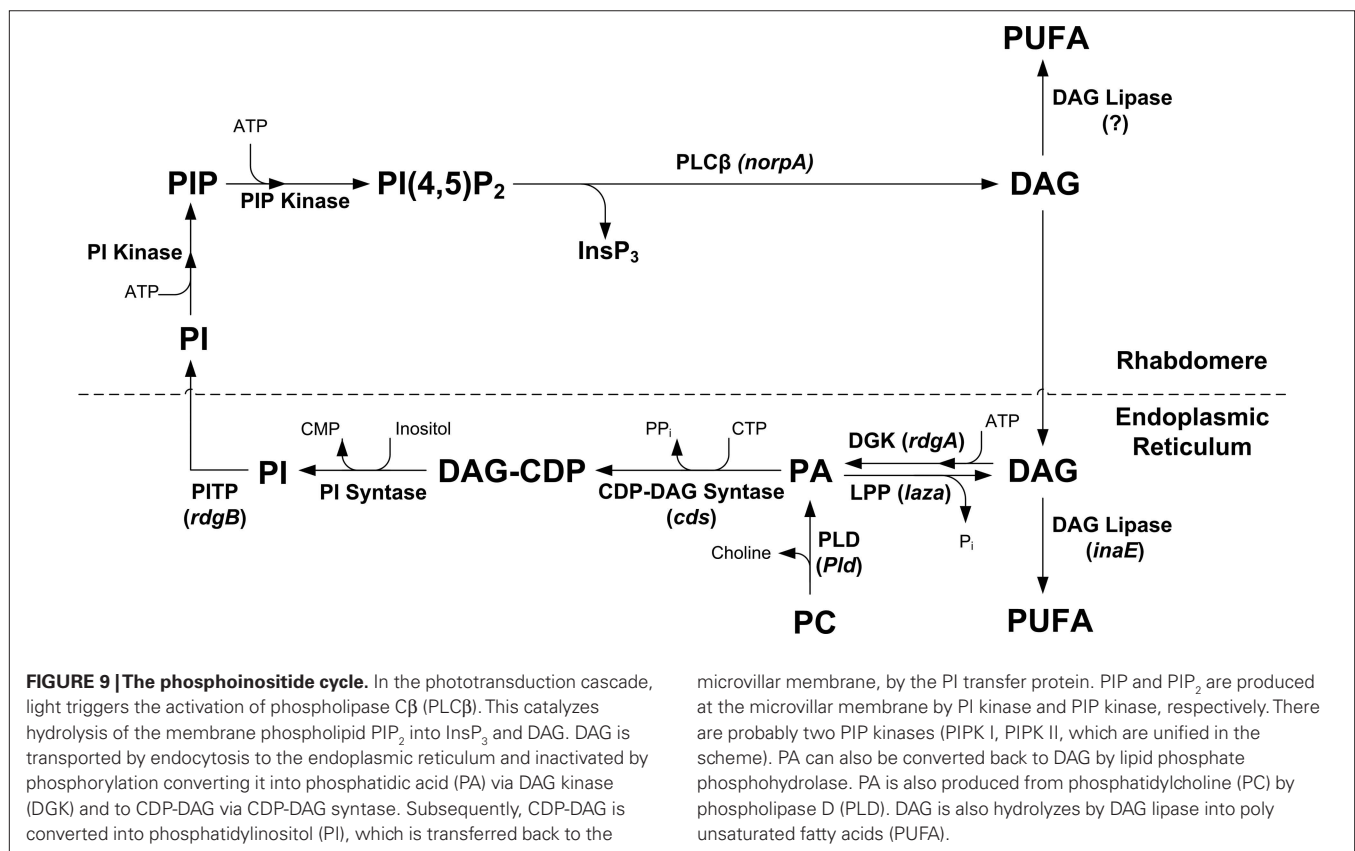 PUFA
DAG Lipase
(?)
ATP
PLCβ (norpA)
PIP
PI(4,5)P₂
DAG
PIP Kinase
InsP₃
PI Kinase
ATP
PI
Rhabdomere
Endoplasmic
Reticulum
CMP
Inositol
PPᵢ
CTP
DGK (rdgA)
ATP
PI
DAG-CDP
PA
DAG
PITP
(rdgB)
PI Syntase
CDP-DAG Syntase
(cds)
LPP (laza)
Pᵢ
Choline
PLD
(Pld)
DAG Lipase
(inaE)
PC
PUFA
FIGURE 9 | The phosphoinositide cycle. In the phototransduction cascade,
light triggers the activation of phospholipase Cβ (PLCβ). This catalyzes
hydrolysis of the membrane phospholipid PIP₂ into InsP₃ and DAG. DAG is
transported by endocytosis to the endoplasmic reticulum and inactivated by
phosphorylation converting it into phosphatidic acid (PA) via DAG kinase
(DGK) and to CDP-DAG via CDP-DAG syntase. Subsequently, CDP-DAG is
converted into phosphatidylinositol (PI), which is transferred back to the
microvillar membrane, by the PI transfer protein. PIP and PIP₂ are produced
at the microvillar membrane by PI kinase and PIP kinase, respectively. There
are probably two PIP kinases (PIPK I, PIPK II, which are unified in the
scheme). PA can also be converted back to DAG by lipid phosphate
phosphohydrolase. PA is also produced from phosphatidylcholine (PC) by
phospholipase D (PLD). DAG is also hydrolyzes by DAG lipase into poly
unsaturated fatty acids (PUFA).